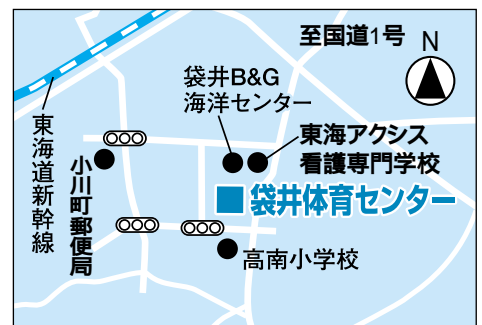 至国道1号
N
袋井B&G
海洋センター
東海アクシス
看護専門学校
東海道新幹線
小川町郵便局
袋井体育センター
高南小学校